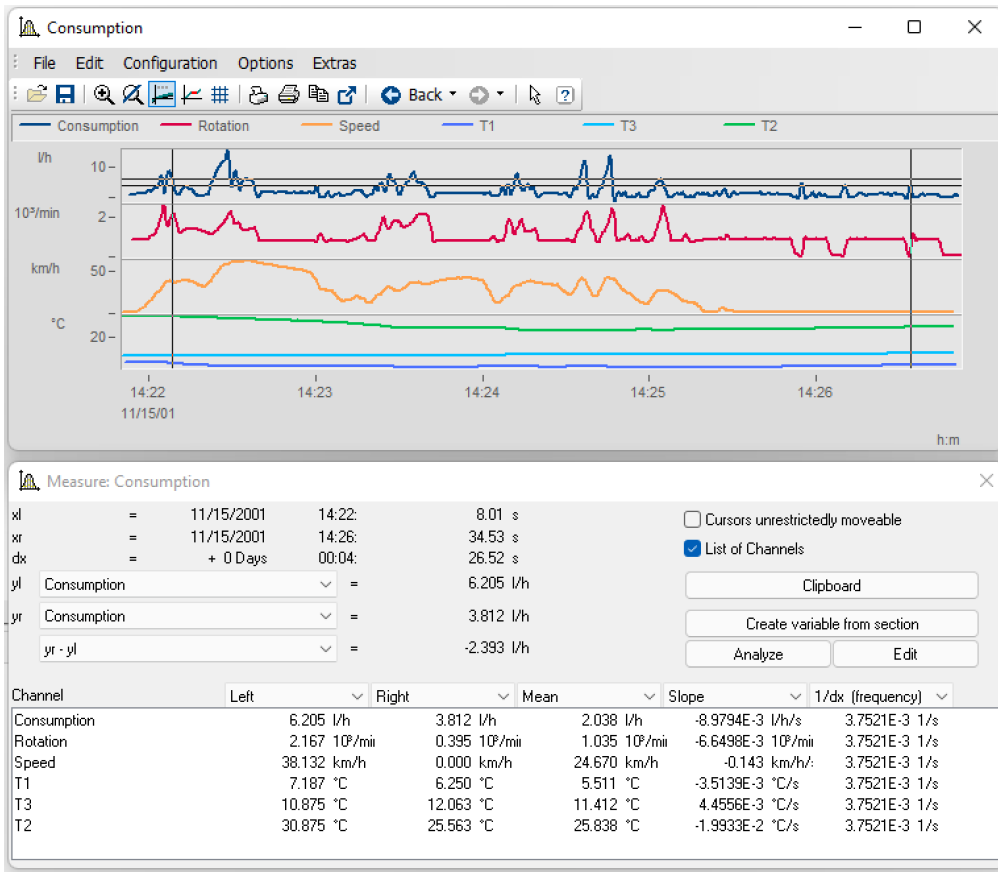 Consumption
File Edit Configuration Options Extras
Back
Consumption Rotation Speed T1 T3 T2
l/h
10
10³/min
2
km/h
50
°C
20
14:22 14:23 14:24 14:25 14:26
11/15/01
h:m
Measure: Consumption
xl = 11/15/2001 14:22: 8.01 s
xr = 11/15/2001 14:26: 34.53 s
dx = + 0 Days 00:04: 26.52 s
yl Consumption = 6.205 l/h
yr Consumption = 3.812 l/h
yr - yl = -2.393 l/h
Cursors unrestrictedly moveable
List of Channels
Clipboard
Create variable from section
Analyze Edit
Channel Left Right Mean Slope 1/dx (frequency)
Consumption 6.205 l/h 3.812 l/h 2.038 l/h -8.9794E-3 l/h/s 3.7521E-3 1/s
Rotation 2.167 10³/mii 0.395 10³/mii 1.035 10³/mii -6.6498E-3 10³/mii 3.7521E-3 1/s
Speed 38.132 km/h 0.000 km/h 24.670 km/h -0.143 km/h/: 3.7521E-3 1/s
T1 7.187 °C 6.250 °C 5.511 °C -3.5139E-3 °C/s 3.7521E-3 1/s
T3 10.875 °C 12.063 °C 11.412 °C 4.4556E-3 °C/s 3.7521E-3 1/s
T2 30.875 °C 25.563 °C 25.838 °C -1.9933E-2 °C/s 3.7521E-3 1/s